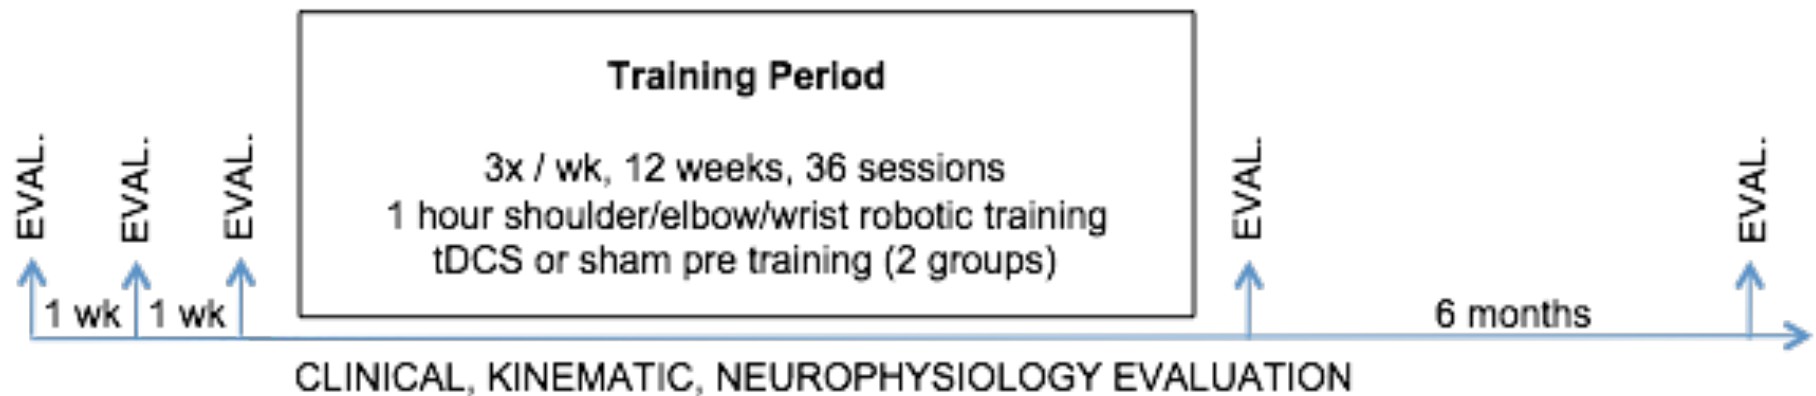 Training Period
3x / wk, 12 weeks, 36 sessions
1 hour shoulder/elbow/wrist robotic training
tDCS or sham pre training (2 groups)
EVAL.
EVAL.
EVAL.
EVAL.
EVAL.
1 wk
1 wk
6 months
CLINICAL, KINEMATIC, NEUROPHYSIOLOGY EVALUATION